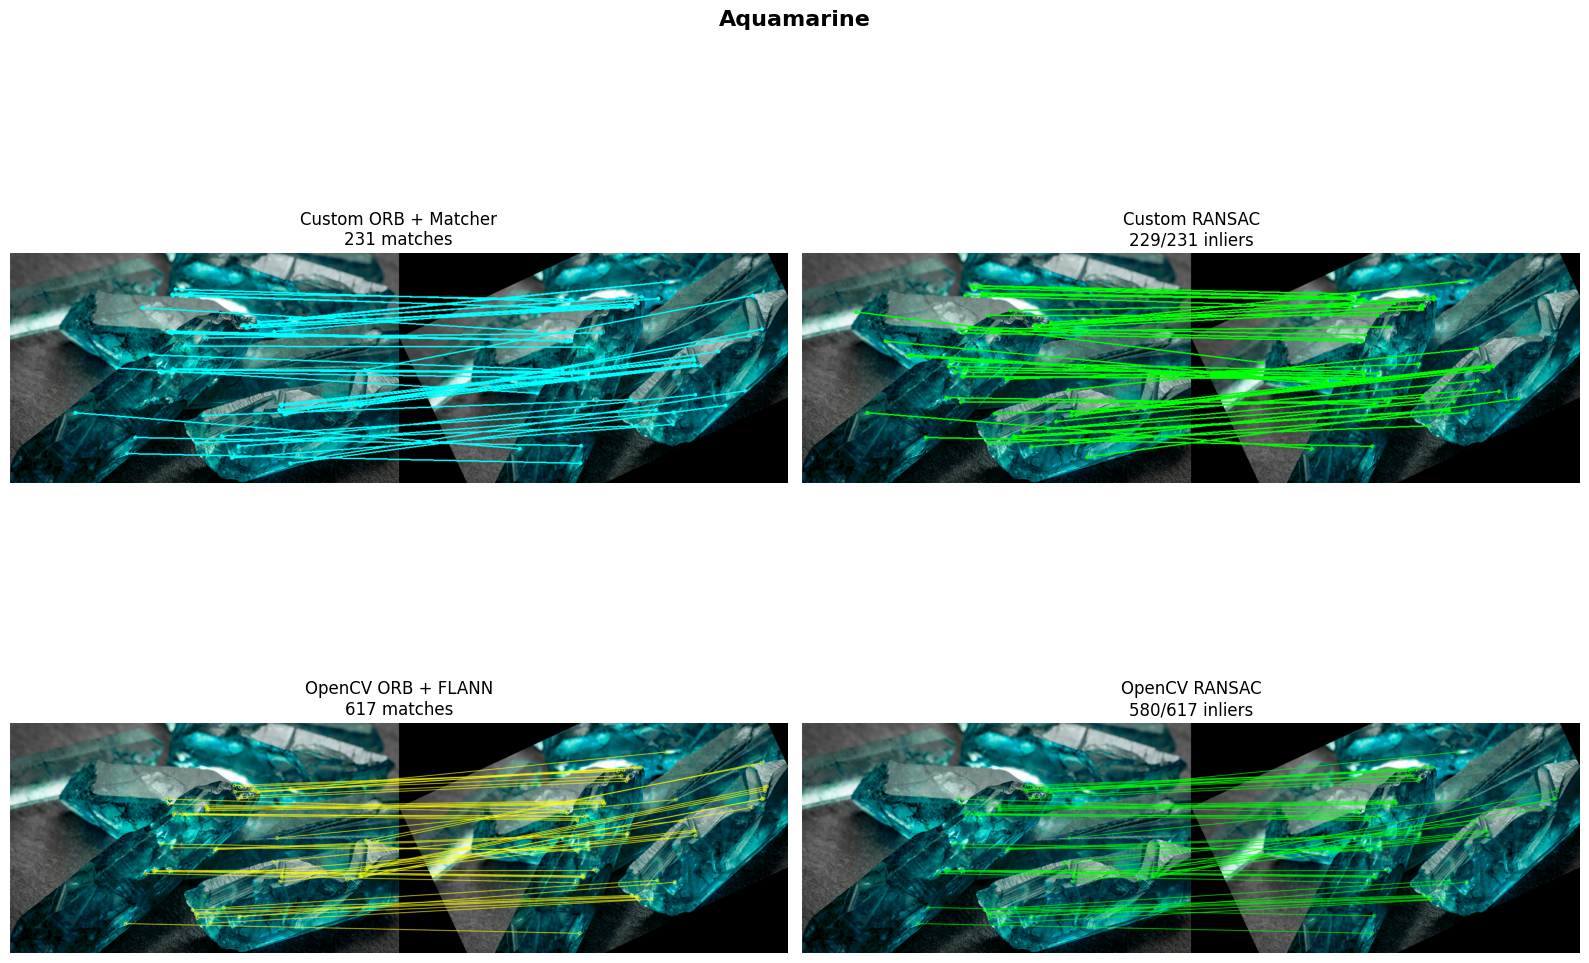 Aquamarine
Custom ORB + Matcher
231 matches
Custom RANSAC
229/231 inliers
OpenCV ORB + FLANN
617 matches
OpenCV RANSAC
580/617 inliers